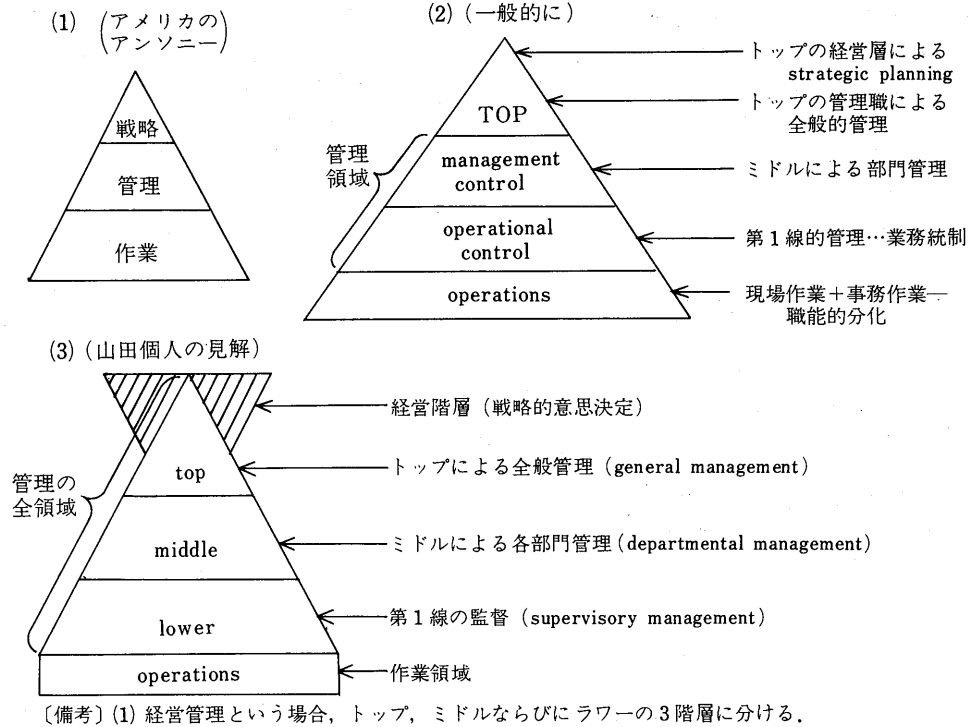 (1) (アメリカの
アンソニー)
戦略
管理
作業
(2) (一般的に)
TOP
management
control
operational
control
operations
管理
領域
トップの経営層による
strategic planning
トップの管理職による
全般的管理
ミドルによる部門管理
第1線的管理…業務統制
現場作業+事務作業—
職能的分化
(3) (山田個人の見解)
管理の
全領域
top
middle
lower
operations
経営階層 (戦略的意思決定)
トップによる全般管理 (general management)
ミドルによる各部門管理 (departmental management)
第1線の監督 (supervisory management)
作業領域
〔備考〕(1) 経営管理という場合, トップ, ミドルならびにラワーの3階層に分ける.